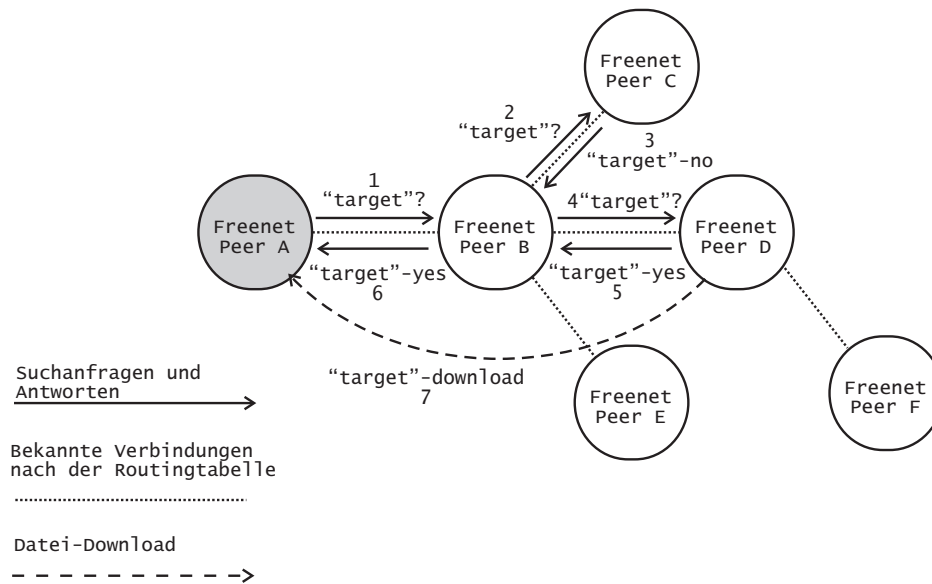 Freenet
Peer C
2
“target”?
3
“target”-no
1
“target”?
4“target”?
Freenet
Peer A
Freenet
Peer B
Freenet
Peer D
“target”-yes
6
“target”-yes
5
“target”-download
7
Freenet
Peer E
Freenet
Peer F
Suchanfragen und
Antworten
Bekannte Verbindungen
nach der Routingtabelle
Datei-Download